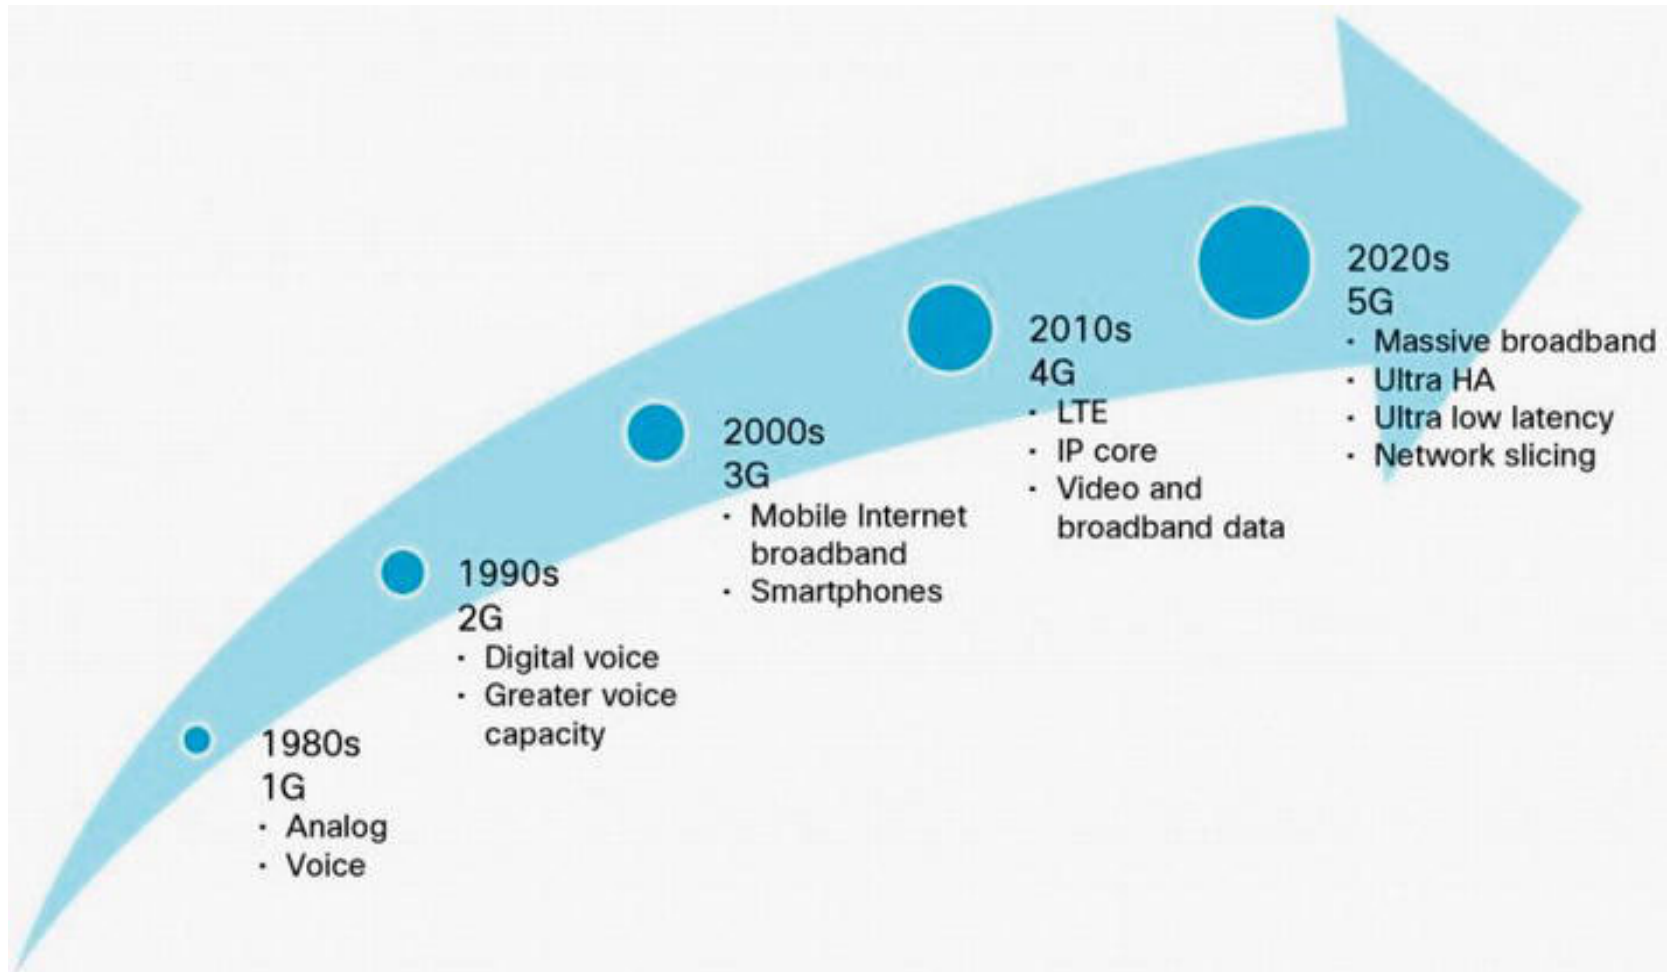 1980s
1G
· Analog
· Voice
1990s
2G
· Digital voice
· Greater voice
capacity
2000s
3G
· Mobile Internet
broadband
· Smartphones
2010s
4G
· LTE
· IP core
· Video and
broadband data
2020s
5G
· Massive broadband
· Ultra HA
· Ultra low latency
· Network slicing